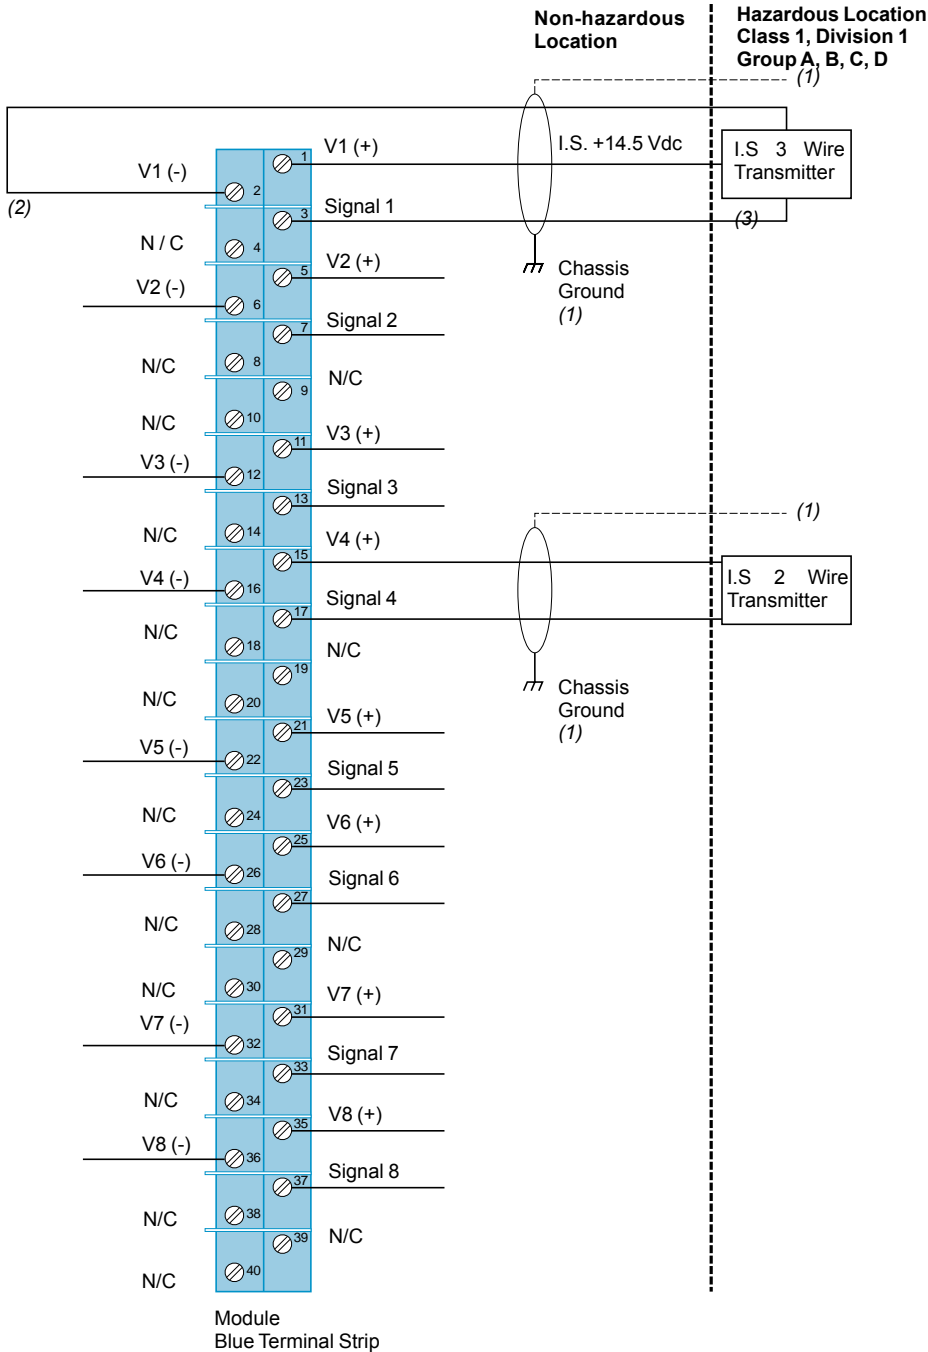 Non-hazardous
Location
Hazardous Location
Class 1, Division 1
Group A, B, C, D
(1)
V1 (+)
I.S. +14.5 Vdc
I.S 3 Wire
Transmitter
1
V1 (-)
2
(2)
Signal 1
3
(3)
N / C
4
V2 (+)
5
Chassis
Ground
(1)
V2 (-)
6
Signal 2
7
N/C
8
N/C
9
N/C
10
V3 (+)
11
V3 (-)
12
Signal 3
13
(1)
N/C
14
V4 (+)
15
I.S 2 Wire
Transmitter
V4 (-)
16
Signal 4
17
N/C
18
N/C
19
Chassis
Ground
(1)
N/C
20
V5 (+)
21
V5 (-)
22
Signal 5
23
N/C
24
V6 (+)
25
V6 (-)
26
Signal 6
27
N/C
28
N/C
29
N/C
30
V7 (+)
31
V7 (-)
32
Signal 7
33
N/C
34
V8 (+)
35
V8 (-)
36
Signal 8
37
N/C
38
N/C
39
N/C
40
Module
Blue Terminal Strip